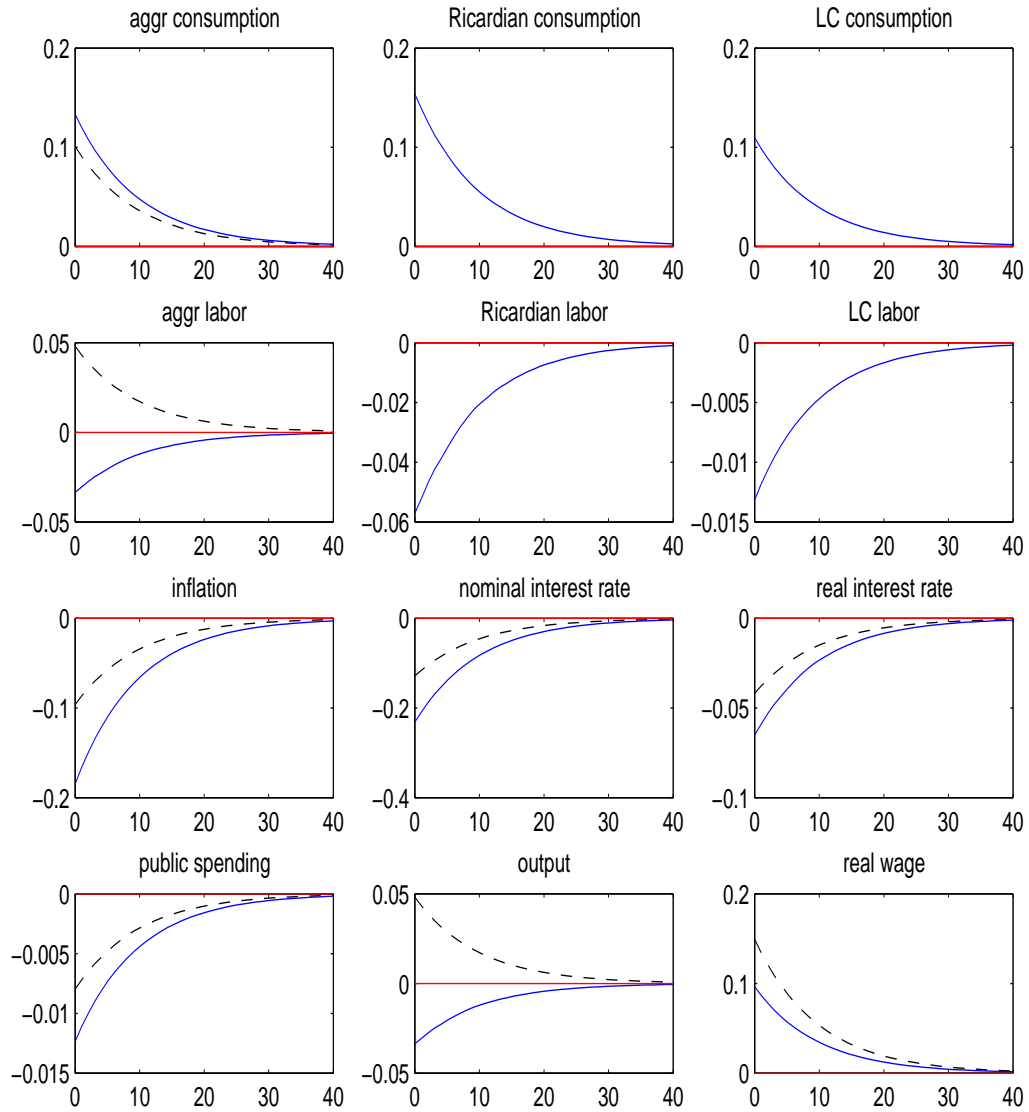 aggr consumption
Ricardian consumption
LC consumption
0.2
0.1
0
0 10 20 30 40
0.2
0.1
0
0 10 20 30 40
0.2
0.1
0
0 10 20 30 40
aggr labor
Ricardian labor
LC labor
0.05
0
−0.05
0 10 20 30 40
0
−0.02
−0.04
−0.06
0 10 20 30 40
0
−0.005
−0.01
−0.015
0 10 20 30 40
inflation
nominal interest rate
real interest rate
0
−0.1
−0.2
0 10 20 30 40
0
−0.2
−0.4
0 10 20 30 40
0
−0.05
−0.1
0 10 20 30 40
public spending
output
real wage
0
−0.005
−0.01
−0.015
0 10 20 30 40
0.05
0
−0.05
0 10 20 30 40
0.2
0.1
0
0 10 20 30 40